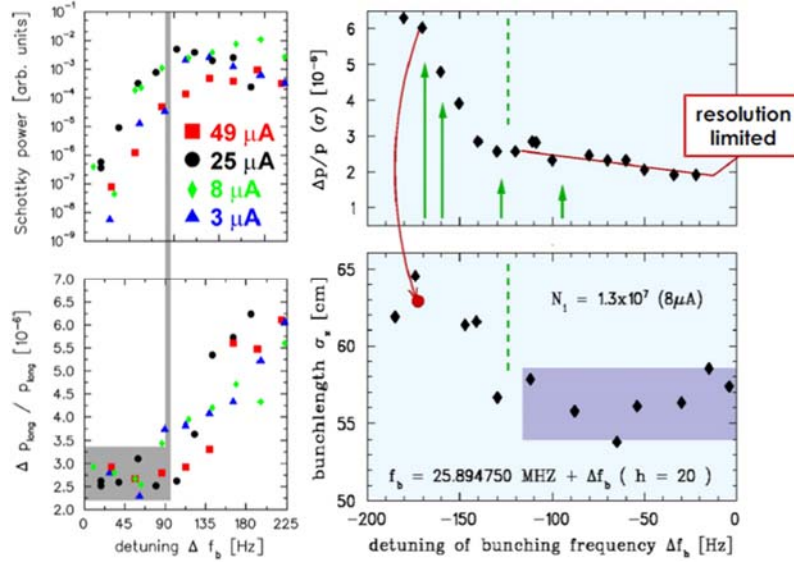 Schottky power [arb. units]
10⁻¹
10⁻²
10⁻³
10⁻⁴
10⁻⁵
10⁻⁶
10⁻⁷
10⁻⁸
10⁻⁹
49 μA
25 μA
8 μA
3 μA
Δ p_long / p_long [10⁻⁶]
7.0
6.5
6.0
5.5
5.0
4.5
4.0
3.5
3.0
2.5
2.0
0 45 90 135 180 225
detuning Δ f_b [Hz]
Δp/p (σ) [10⁻⁶]
6
5
4
3
2
1
resolution
limited
bunchlength σ_s [cm]
65
60
55
50
N_i = 1.3x10⁷ (8μA)
f_b = 25.894750 MHZ + Δf_b ( h = 20 )
-200 -150 -100 -50 0
detuning of bunching frequency Δf_b [Hz]